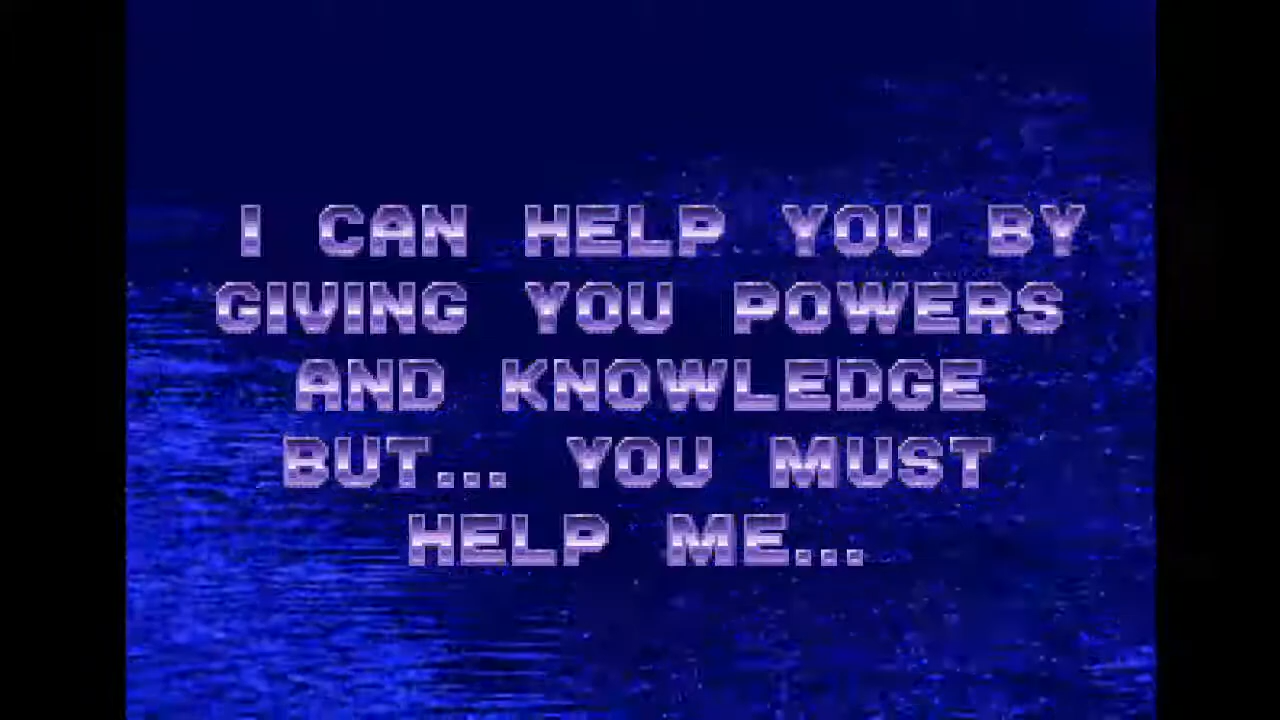 I CAN HELP YOU BY
GIVING YOU POWERS
AND KNOWLEDGE
BUT... YOU MUST
HELP ME...